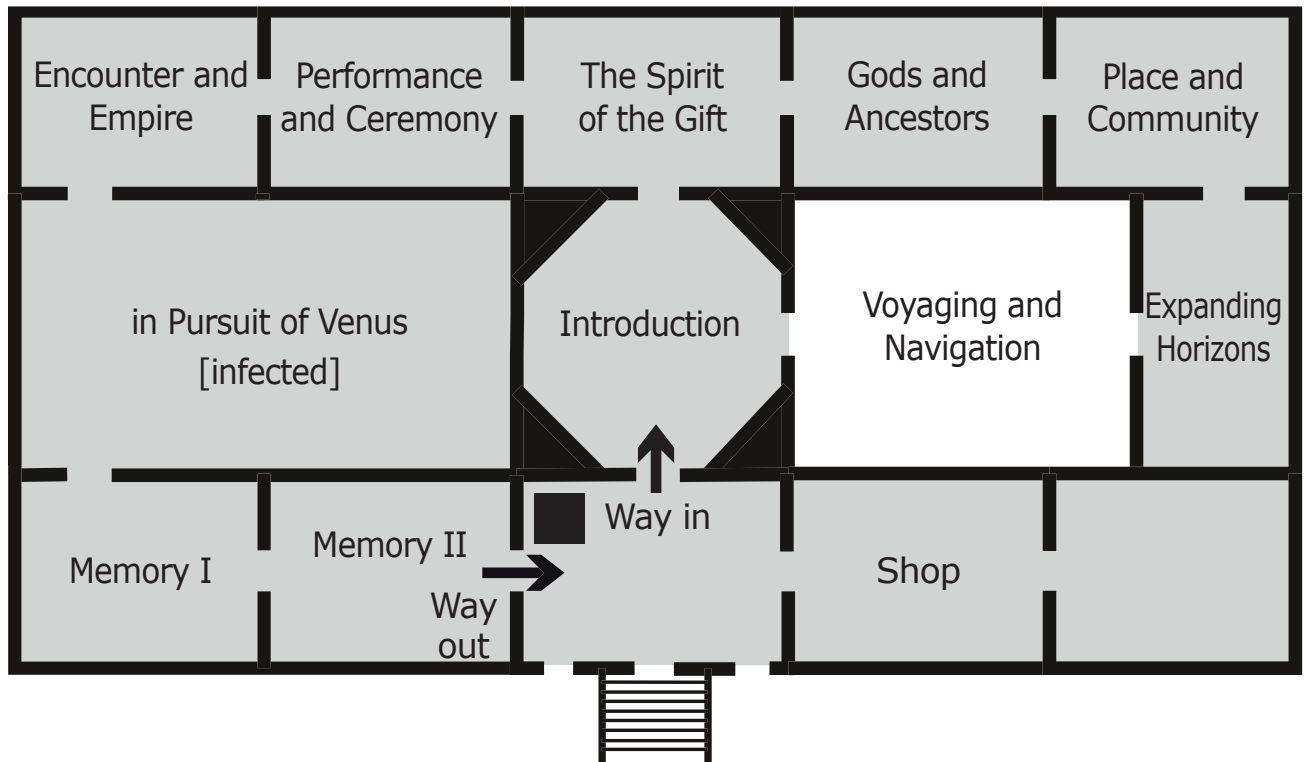 Encounter and
Empire
Performance
and Ceremony
The Spirit
of the Gift
Gods and
Ancestors
Place and
Community
in Pursuit of Venus
[infected]
Introduction
Voyaging and
Navigation
Expanding
Horizons
Memory I
Memory II
Way
out
Way in
Shop